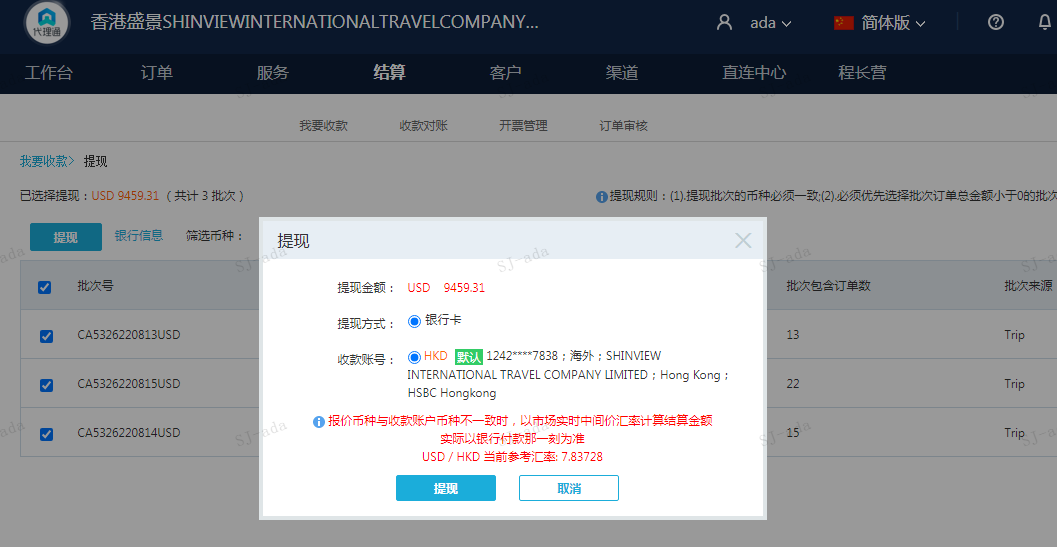 代理通
香港盛景SHINVIEWINTERNATIONALTRAVELCOMPANY...
ada
简体版
工作台 订单 服务 结算 客户 渠道 直连中心 程长营
我要收款 收款对账 开票管理 订单审核
我要收款> 提现
已选择提现：USD 9459.31 （ 共计 3 批次 ）
提现规则：(1).提现批次的币种必须一致;(2).必须优先选择批次订单总金额小于0的批次
提现 银行信息 筛选币种：
批次号 批次包含订单数 批次来源
CA5326220813USD 13 Trip
CA5326220815USD 22 Trip
CA5326220814USD 15 Trip
提现
提现金额： USD 9459.31
提现方式： 银行卡
收款账号： HKD 默认 1242****7838；海外；SHINVIEW
INTERNATIONAL TRAVEL COMPANY LIMITED；Hong Kong；
HSBC Hongkong
报价币种与收款账户币种不一致时，以市场实时中间价汇率计算结算金额
实际以银行付款那一刻为准
USD / HKD 当前参考汇率: 7.83728
提现 取消
SJ-ada
SJ-ada
SJ-ada
SJ-ada
SJ-ada